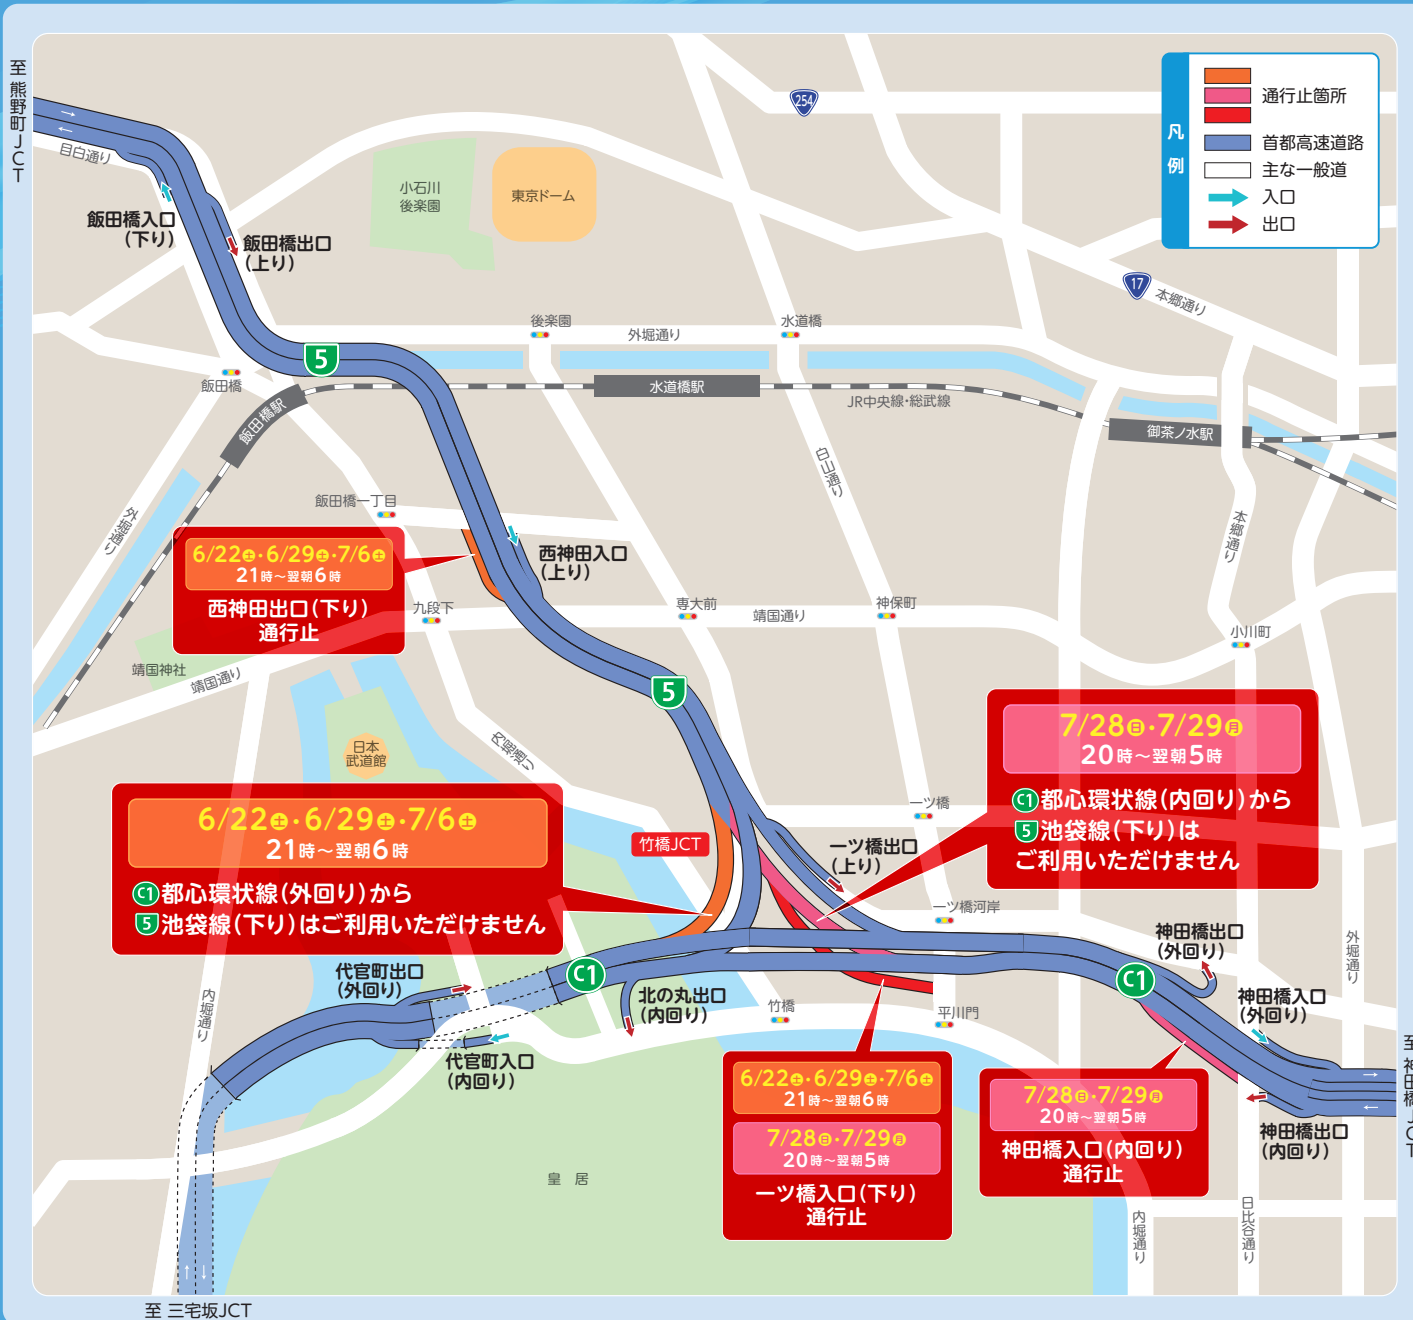 至 熊野町JCT
目白通り
飯田橋入口
(下り)
飯田橋出口
(上り)
小石川
後楽園
東京ドーム
254
凡例
通行止箇所
首都高速道路
主な一般道
入口
出口
17
本郷通り
後楽園
外堀通り
水道橋
5
飯田橋
飯田橋駅
水道橋駅
JR中央線・総武線
御茶ノ水駅
白山通り
外堀通り
飯田橋一丁目
本郷通り
6/22土・6/29土・7/6土
21時～翌朝6時
西神田出口(下り)
通行止
西神田入口
(上り)
九段下
専大前
靖国通り
神保町
小川町
靖国神社
靖国通り
5
日本
武道館
内堀通り
7/28日・7/29月
20時～翌朝5時
C1都心環状線(内回り)から
5池袋線(下り)は
ご利用いただけません
6/22土・6/29土・7/6土
21時～翌朝6時
C1都心環状線(外回り)から
5池袋線(下り)はご利用いただけません
竹橋JCT
一ツ橋
一ツ橋出口
(上り)
一ツ橋河岸
神田橋出口
(外回り)
外堀通り
代官町出口
(外回り)
C1
C1
北の丸出口
(内回り)
竹橋
平川門
神田橋入口
(外回り)
内堀通り
代官町入口
(内回り)
至 神田橋JCT
6/22土・6/29土・7/6土
21時～翌朝6時
7/28日・7/29月
20時～翌朝5時
一ツ橋入口(下り)
通行止
7/28日・7/29月
20時～翌朝5時
神田橋入口(内回り)
通行止
神田橋出口
(内回り)
皇 居
内堀通り
日比谷通り
至 三宅坂JCT